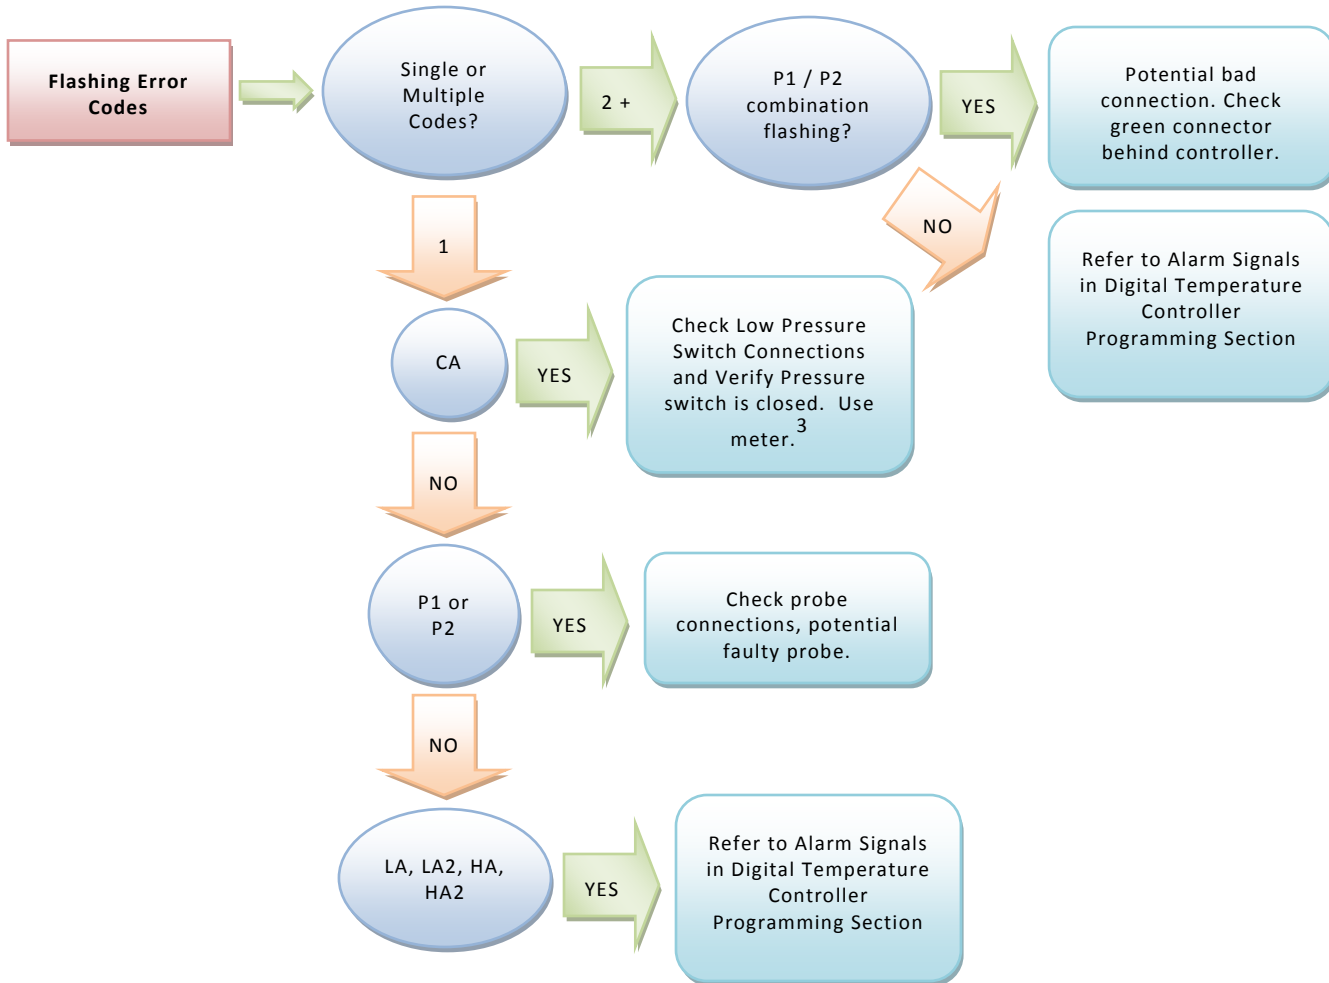 Flashing Error
Codes
Single or
Multiple
Codes?
2 +
P1 / P2
combination
flashing?
YES
Potential bad
connection. Check
green connector
behind controller.
NO
Refer to Alarm Signals
in Digital Temperature
Controller
Programming Section
1
CA
YES
Check Low Pressure
Switch Connections
and Verify Pressure
switch is closed. Use
meter.3
NO
P1 or
P2
YES
Check probe
connections, potential
faulty probe.
NO
LA, LA2, HA,
HA2
YES
Refer to Alarm Signals
in Digital Temperature
Controller
Programming Section